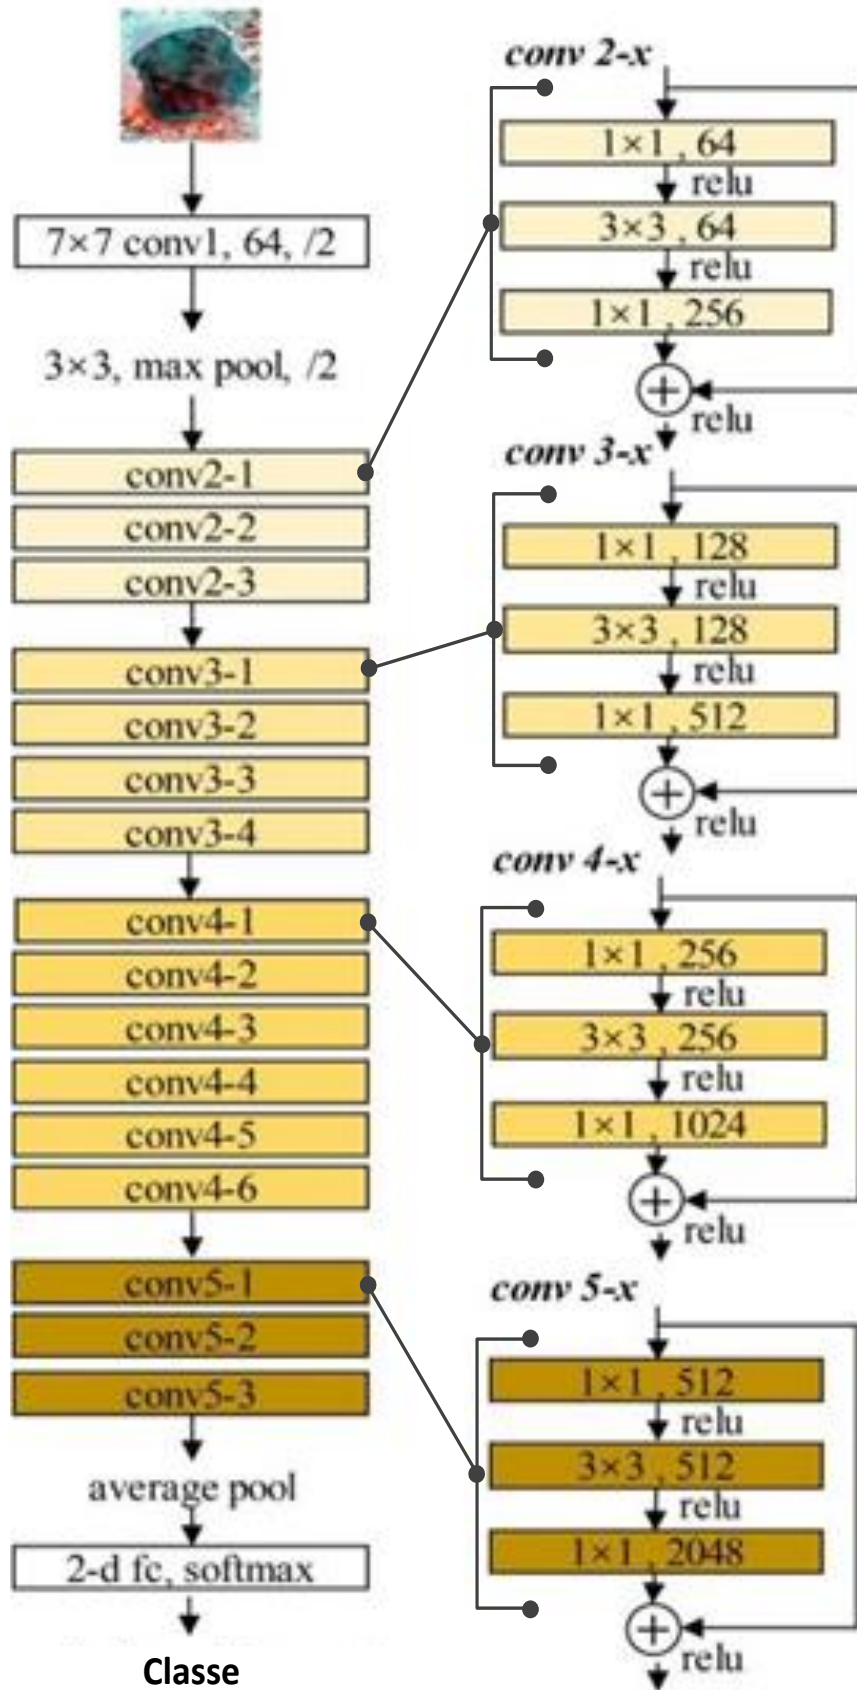 7×7 conv1, 64, /2
3×3, max pool, /2
conv2-1
conv2-2
conv2-3
conv3-1
conv3-2
conv3-3
conv3-4
conv4-1
conv4-2
conv4-3
conv4-4
conv4-5
conv4-6
conv5-1
conv5-2
conv5-3
average pool
2-d fc, softmax
Classe
conv 2-x
1×1 , 64
relu
3×3 , 64
relu
1×1 , 256
relu
conv 3-x
1×1 , 128
relu
3×3 , 128
relu
1×1 , 512
relu
conv 4-x
1×1 , 256
relu
3×3 , 256
relu
1×1 , 1024
relu
conv 5-x
1×1 , 512
relu
3×3 , 512
relu
1×1 , 2048
relu